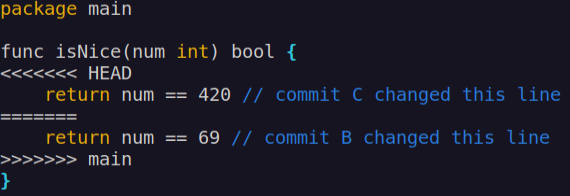 package main

func isNice(num int) bool {
<<<<<<< HEAD
    return num == 420 // commit C changed this line
=======
    return num == 69 // commit B changed this line
>>>>>>> main
}